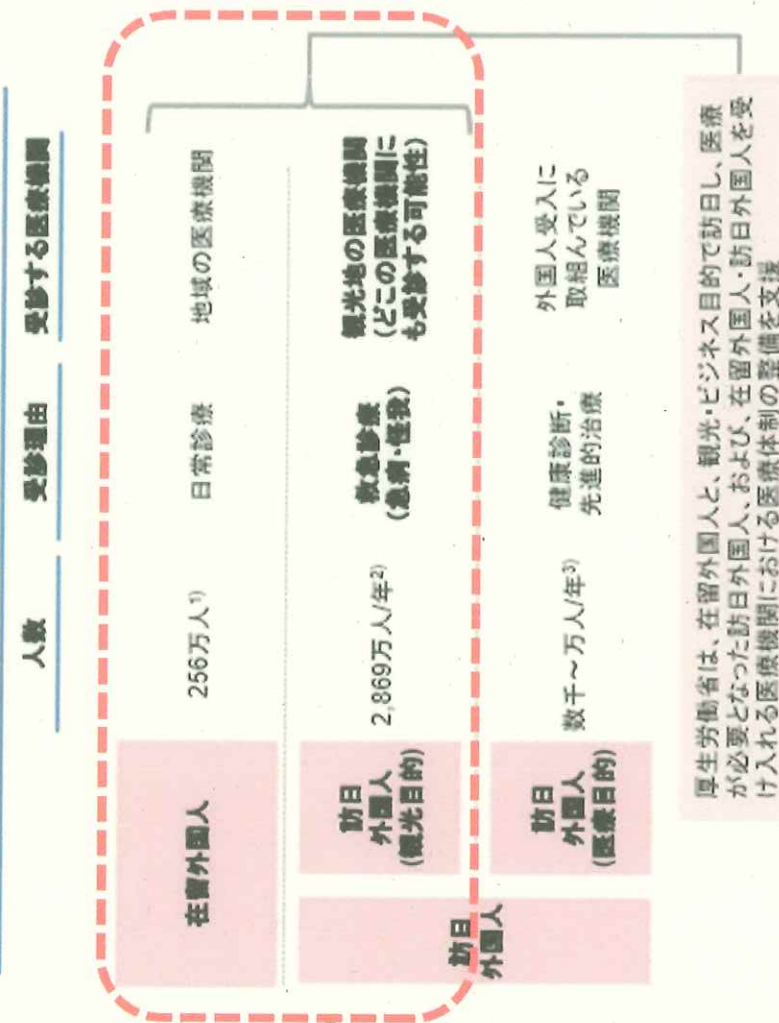 人数
受診理由
受診する医療機関
在留外国人
256万人1)
日常診療
地域の医療機関
訪日
外国人
訪日
外国人
(観光目的)
2,869万人/年2)
救急診療
(急病・怪我)
観光地の医療機関
(どこの医療機関に
も受診する可能性)
訪日
外国人
(医療目的)
数千～万人/年3)
健康診断・
先進的治療
外国人受入に
取組んでいる
医療機関
厚生労働省は、在留外国人と、観光・ビジネス目的で訪日し、医療
が必要となった訪日外国人、および、在留外国人・訪日外国人を受
け入れる医療機関における医療体制の整備を支援